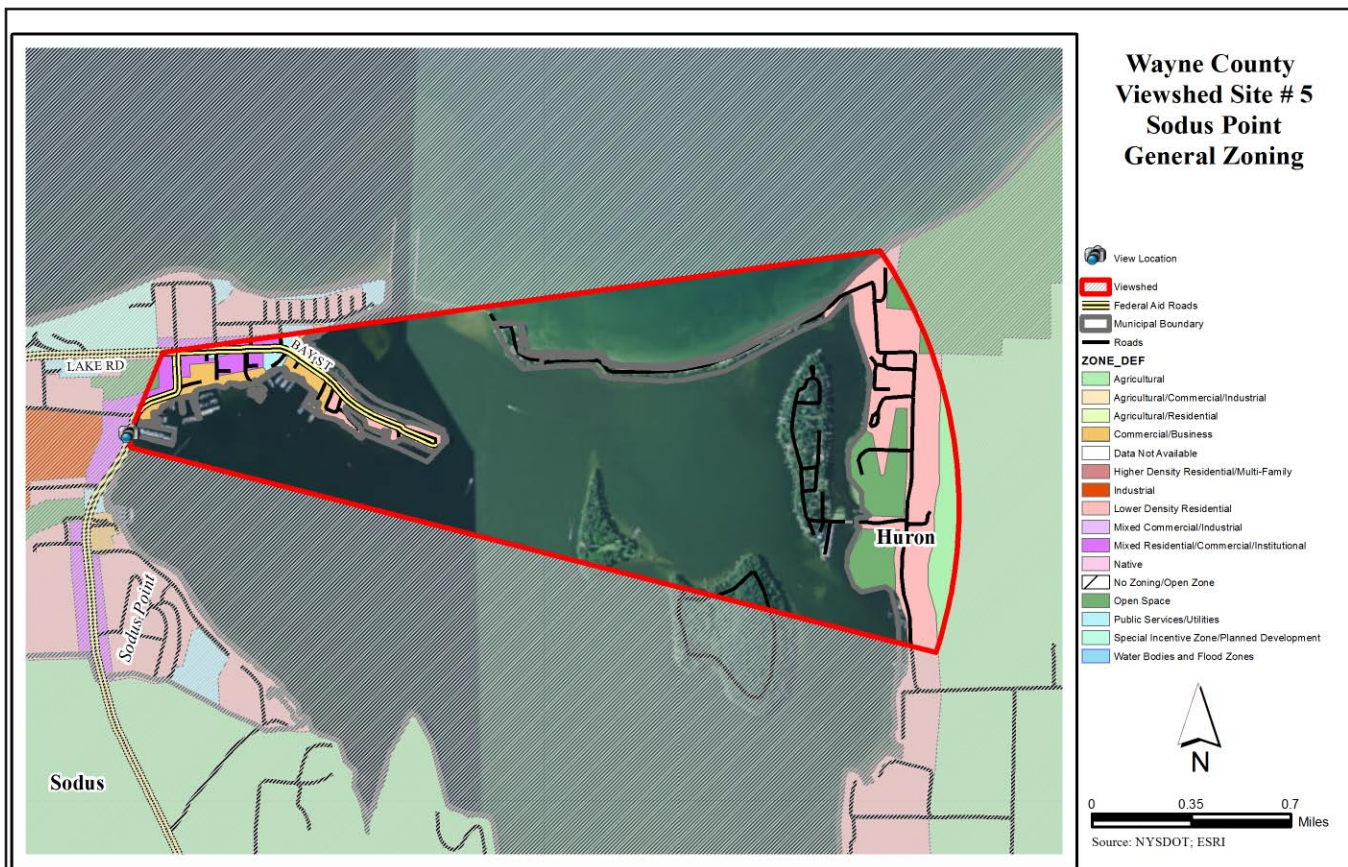 Wayne County
Viewshed Site # 5
Sodus Point
General Zoning
View Location
Viewshed
Federal Aid Roads
Municipal Boundary
Roads
ZONE_DEF
Agricultural
Agricultural/Commercial/Industrial
Agricultural/Residential
Commercial/Business
Data Not Available
Higher Density Residential/Multi-Family
Industrial
Lower Density Residential
Mixed Commercial/Industrial
Mixed Residential/Commercial/Institutional
Native
No Zoning/Open Zone
Open Space
Public Services/Utilities
Special Incentive Zone/Planned Development
Water Bodies and Flood Zones
N
0 0.35 0.7
Miles
Source: NYSDOT; ESRI
LAKE RD
BAY ST
Huron
Sodus Point
Sodus